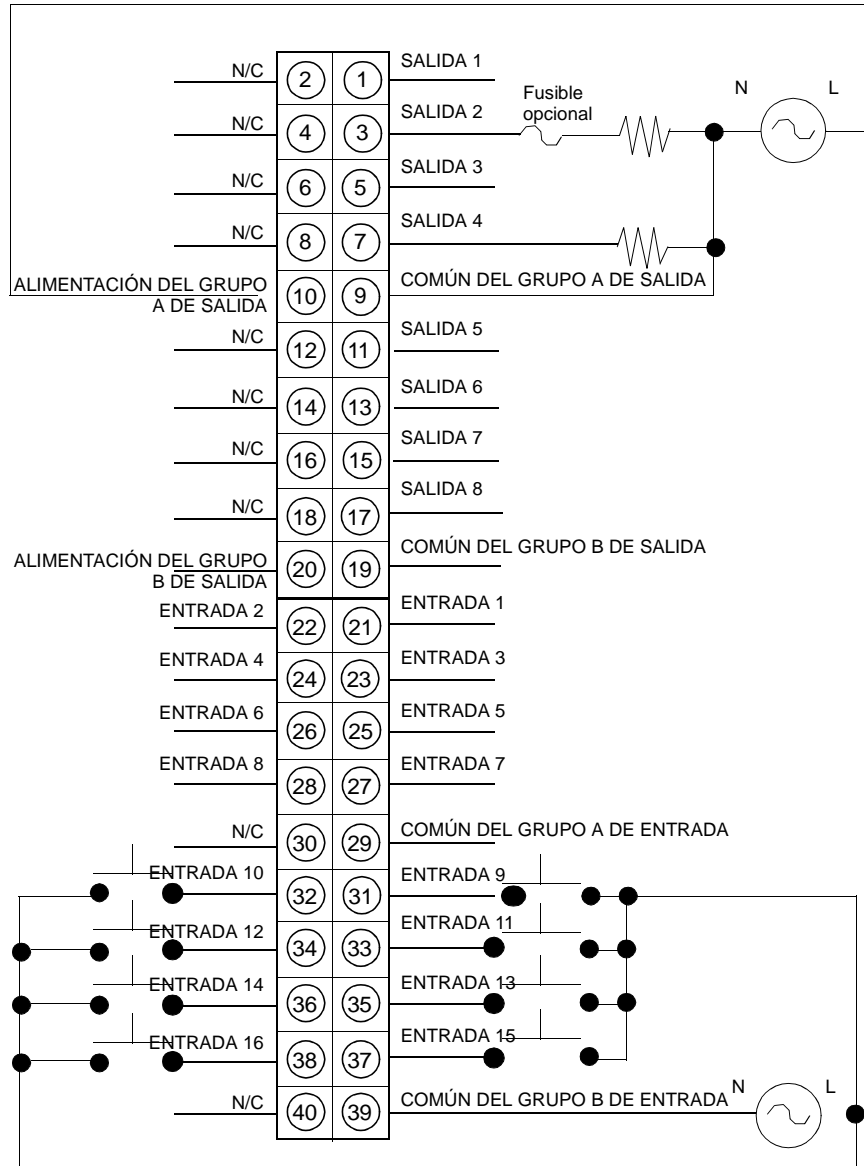 N/C 2 1 SALIDA 1
N/C 4 3 SALIDA 2
Fusible
opcional
N L
N/C 6 5 SALIDA 3
N/C 8 7 SALIDA 4
ALIMENTACIÓN DEL GRUPO
A DE SALIDA
10 9 COMÚN DEL GRUPO A DE SALIDA
N/C 12 11 SALIDA 5
N/C 14 13 SALIDA 6
N/C 16 15 SALIDA 7
N/C 18 17 SALIDA 8
ALIMENTACIÓN DEL GRUPO
B DE SALIDA
20 19 COMÚN DEL GRUPO B DE SALIDA
ENTRADA 2 22 21 ENTRADA 1
ENTRADA 4 24 23 ENTRADA 3
ENTRADA 6 26 25 ENTRADA 5
ENTRADA 8 28 27 ENTRADA 7
N/C 30 29 COMÚN DEL GRUPO A DE ENTRADA
ENTRADA 10 32 31 ENTRADA 9
ENTRADA 12 34 33 ENTRADA 11
ENTRADA 14 36 35 ENTRADA 13
ENTRADA 16 38 37 ENTRADA 15
N/C 40 39 COMÚN DEL GRUPO B DE ENTRADA N L